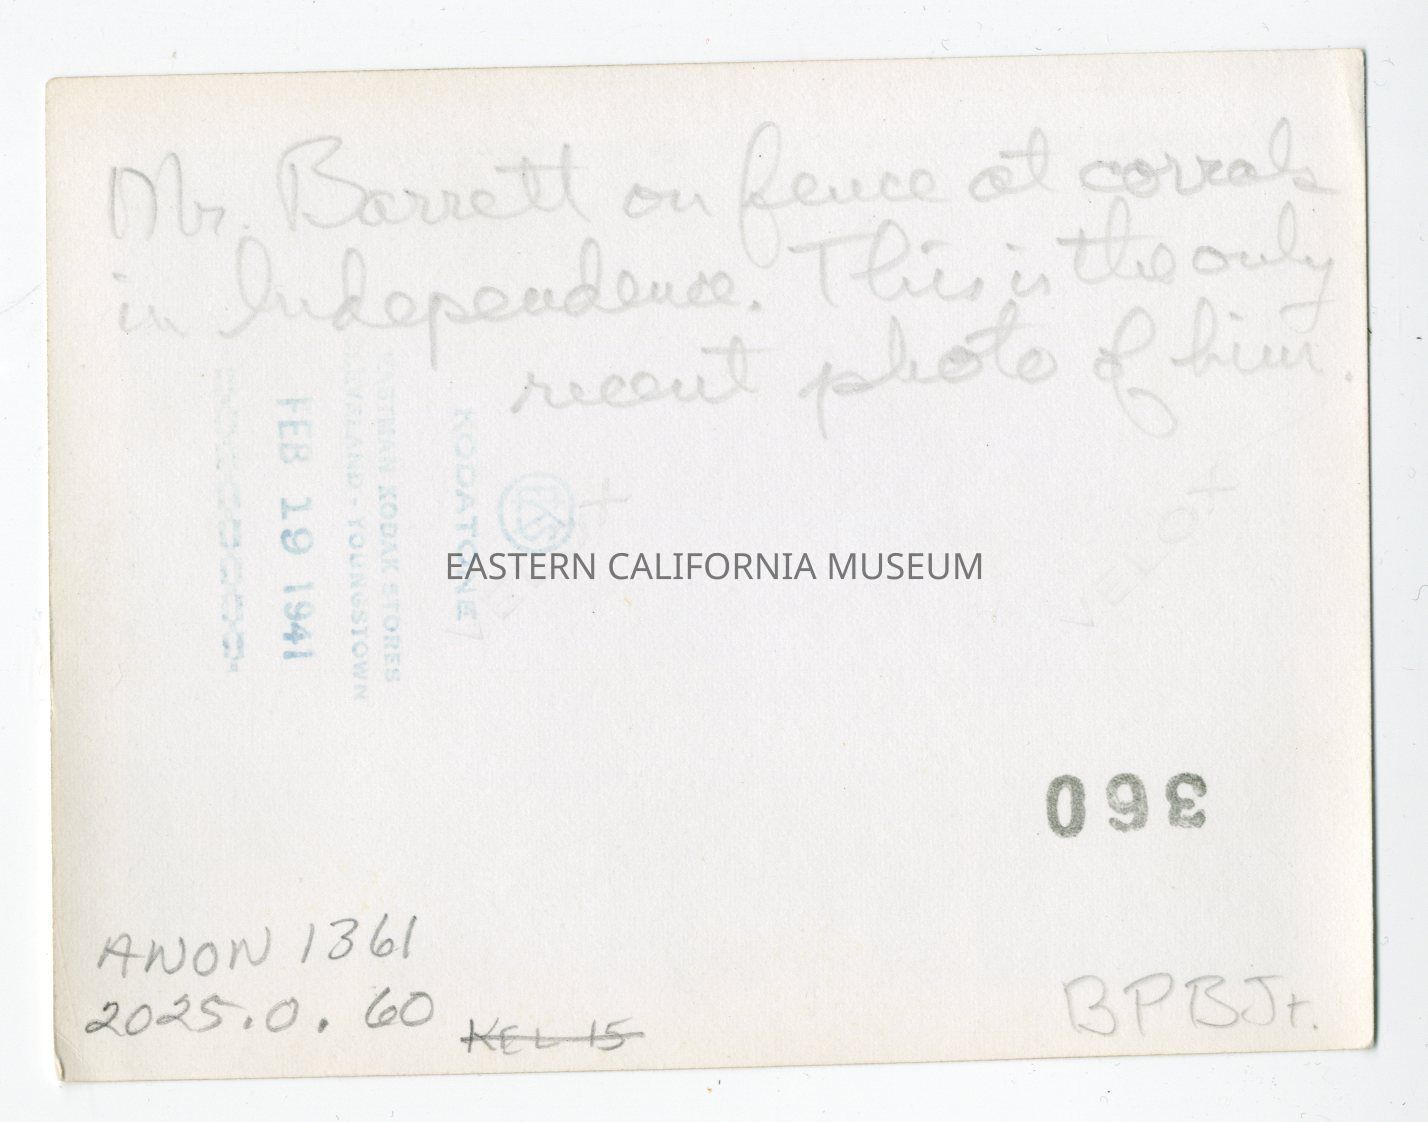 Mr. Barrett on fence at corrals
in Independence. This is the only
recent photo of him.
KODATONE
EASTMAN KODAK STORES
CLEVELAND - YOUNGSTOWN
FEB 19 1941
EKS
EASTERN CALIFORNIA MUSEUM
360
ANON 1361
2025.0.60
KEL 15
BPBJr.